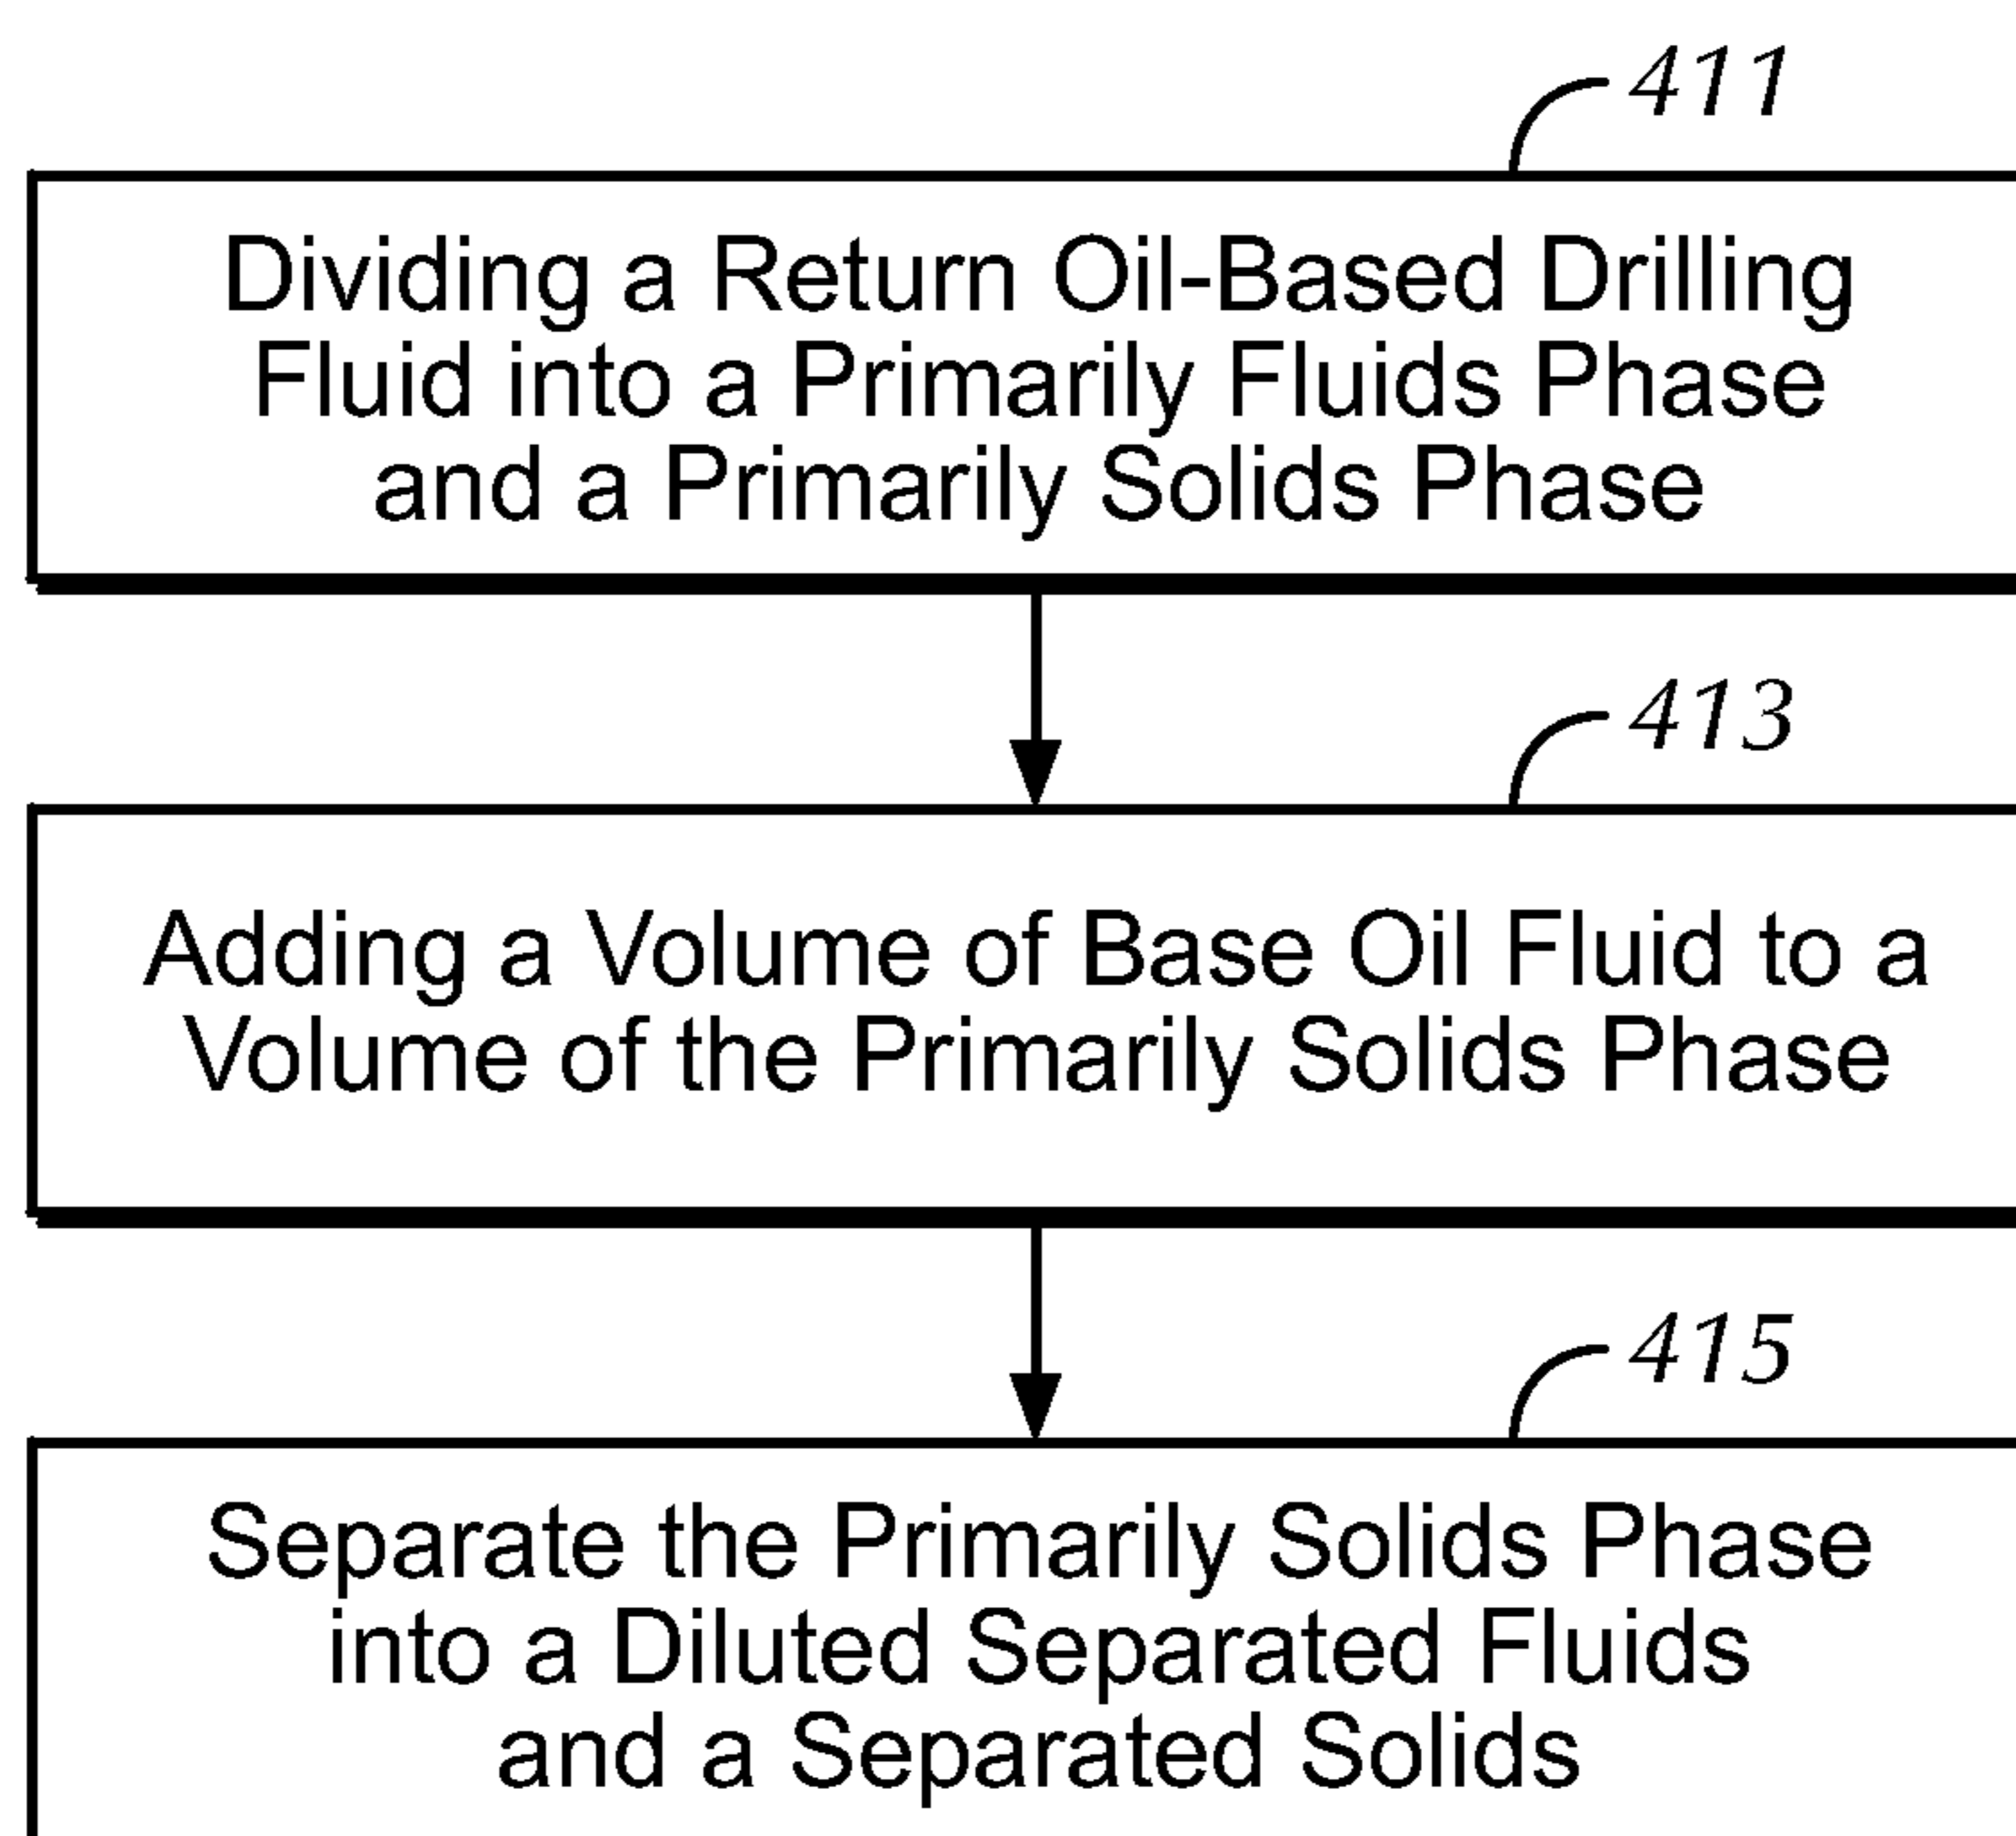 411
Dividing a Return Oil-Based Drilling
Fluid into a Primarily Fluids Phase
and a Primarily Solids Phase
413
Adding a Volume of Base Oil Fluid to a
Volume of the Primarily Solids Phase
415
Separate the Primarily Solids Phase
into a Diluted Separated Fluids
and a Separated Solids